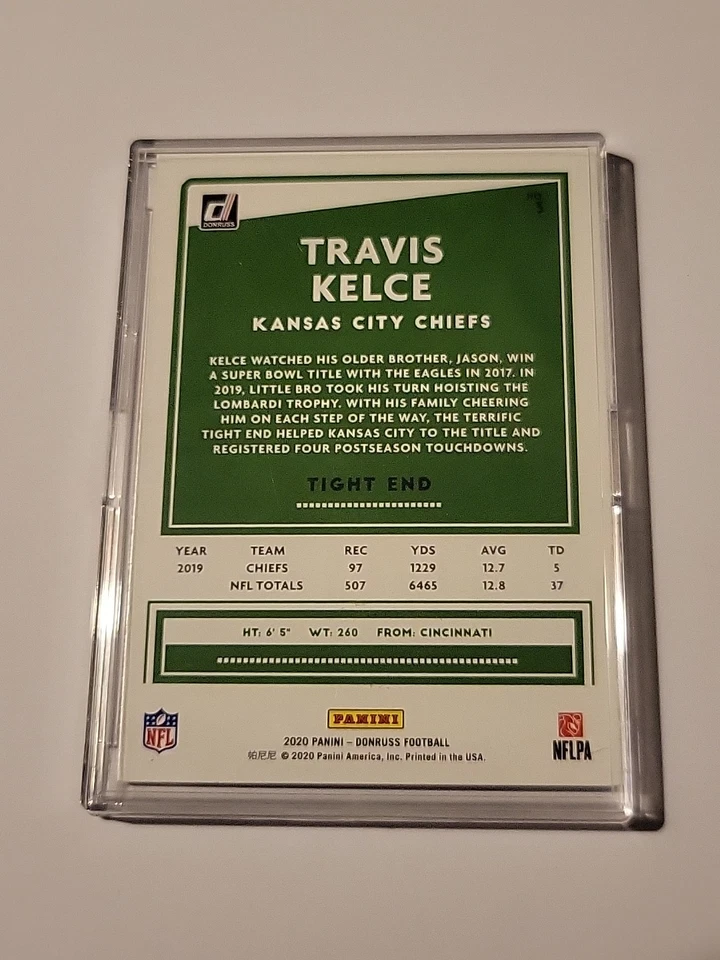 NO.
5
DONRUSS
TRAVIS
KELCE
KANSAS CITY CHIEFS
KELCE WATCHED HIS OLDER BROTHER, JASON, WIN
A SUPER BOWL TITLE WITH THE EAGLES IN 2017. IN
2019, LITTLE BRO TOOK HIS TURN HOISTING THE
LOMBARDI TROPHY. WITH HIS FAMILY CHEERING
HIM ON EACH STEP OF THE WAY, THE TERRIFIC
TIGHT END HELPED KANSAS CITY TO THE TITLE AND
REGISTERED FOUR POSTSEASON TOUCHDOWNS.
TIGHT END
YEAR TEAM REC YDS AVG TD
2019 CHIEFS 97 1229 12.7 5
NFL TOTALS 507 6465 12.8 37
HT: 6' 5" WT: 260 FROM: CINCINNATI
PANINI
NFL
2020 PANINI – DONRUSS FOOTBALL
帕尼尼 © 2020 Panini America, Inc. Printed in the USA.
NFLPA